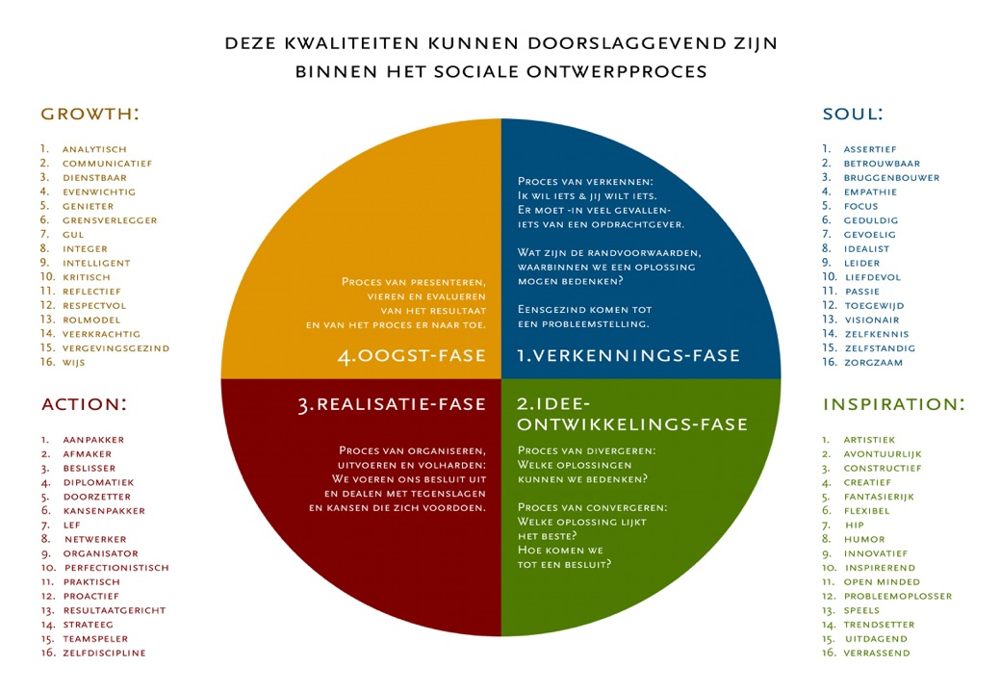 DEZE KWALITEITEN KUNNEN DOORSLAGGEVEND ZIJN
BINNEN HET SOCIALE ONTWERPPROCES
GROWTH:
1. ANALYTISCH
2. COMMUNICATIEF
3. DIENSTBAAR
4. EVENWICHTIG
5. GENIETER
6. GRENSVERLEGGER
7. GUL
8. INTEGER
9. INTELLIGENT
10. KRITISCH
11. REFLECTIEF
12. RESPECTVOL
13. ROLMODEL
14. VEERKRACHTIG
15. VERGEVINGSGEZIND
16. WIJS
ACTION:
1. AANPAKKER
2. AFMAKER
3. BESLISSER
4. DIPLOMATIEK
5. DOORZETTER
6. KANSENPAKKER
7. LEF
8. NETWERKER
9. ORGANISATOR
10. PERFECTIONISTISCH
11. PRAKTISCH
12. PROACTIEF
13. RESULTAATGERICHT
14. STRATEEG
15. TEAMSPELER
16. ZELFDISCIPLINE
PROCES VAN PRESENTEREN,
VIEREN EN EVALUEREN
VAN HET RESULTAAT
EN VAN HET PROCES ER NAAR TOE.
4.OOGST-FASE
PROCES VAN VERKENNEN:
IK WIL IETS & JIJ WILT IETS.
ER MOET -IN VEEL GEVALLEN-
IETS VAN EEN OPDRACHTGEVER.
WAT ZIJN DE RANDVOORWAARDEN,
WAARBINNEN WE EEN OPLOSSING
MOGEN BEDENKEN?
EENSGEZIND KOMEN TOT
EEN PROBLEEMSTELLING.
1.VERKENNINGS-FASE
3.REALISATIE-FASE
PROCES VAN ORGANISEREN,
UITVOEREN EN VOLHARDEN:
WE VOEREN ONS BESLUIT UIT
EN DEALEN MET TEGENSLAGEN
EN KANSEN DIE ZICH VOORDOEN.
2.IDEE-
ONTWIKKELINGS-FASE
PROCES VAN DIVERGEREN:
WELKE OPLOSSINGEN
KUNNEN WE BEDENKEN?
PROCES VAN CONVERGEREN:
WELKE OPLOSSING LIJKT
HET BESTE?
HOE KOMEN WE
TOT EEN BESLUIT?
SOUL:
1. ASSERTIEF
2. BETROUWBAAR
3. BRUGGENBOUWER
4. EMPATHIE
5. FOCUS
6. GEDULDIG
7. GEVOELIG
8. IDEALIST
9. LEIDER
10. LIEFDEVOL
11. PASSIE
12. TOEGEWIJD
13. VISIONAIR
14. ZELFKENNIS
15. ZELFSTANDIG
16. ZORGZAAM
INSPIRATION:
1. ARTISTIEK
2. AVONTUURLIJK
3. CONSTRUCTIEF
4. CREATIEF
5. FANTASIERIJK
6. FLEXIBEL
7. HIP
8. HUMOR
9. INNOVATIEF
10. INSPIREREND
11. OPEN MINDED
12. PROBLEEMOPLOSSER
13. SPEELS
14. TRENDSETTER
15. UITDAGEND
16. VERRASSEND